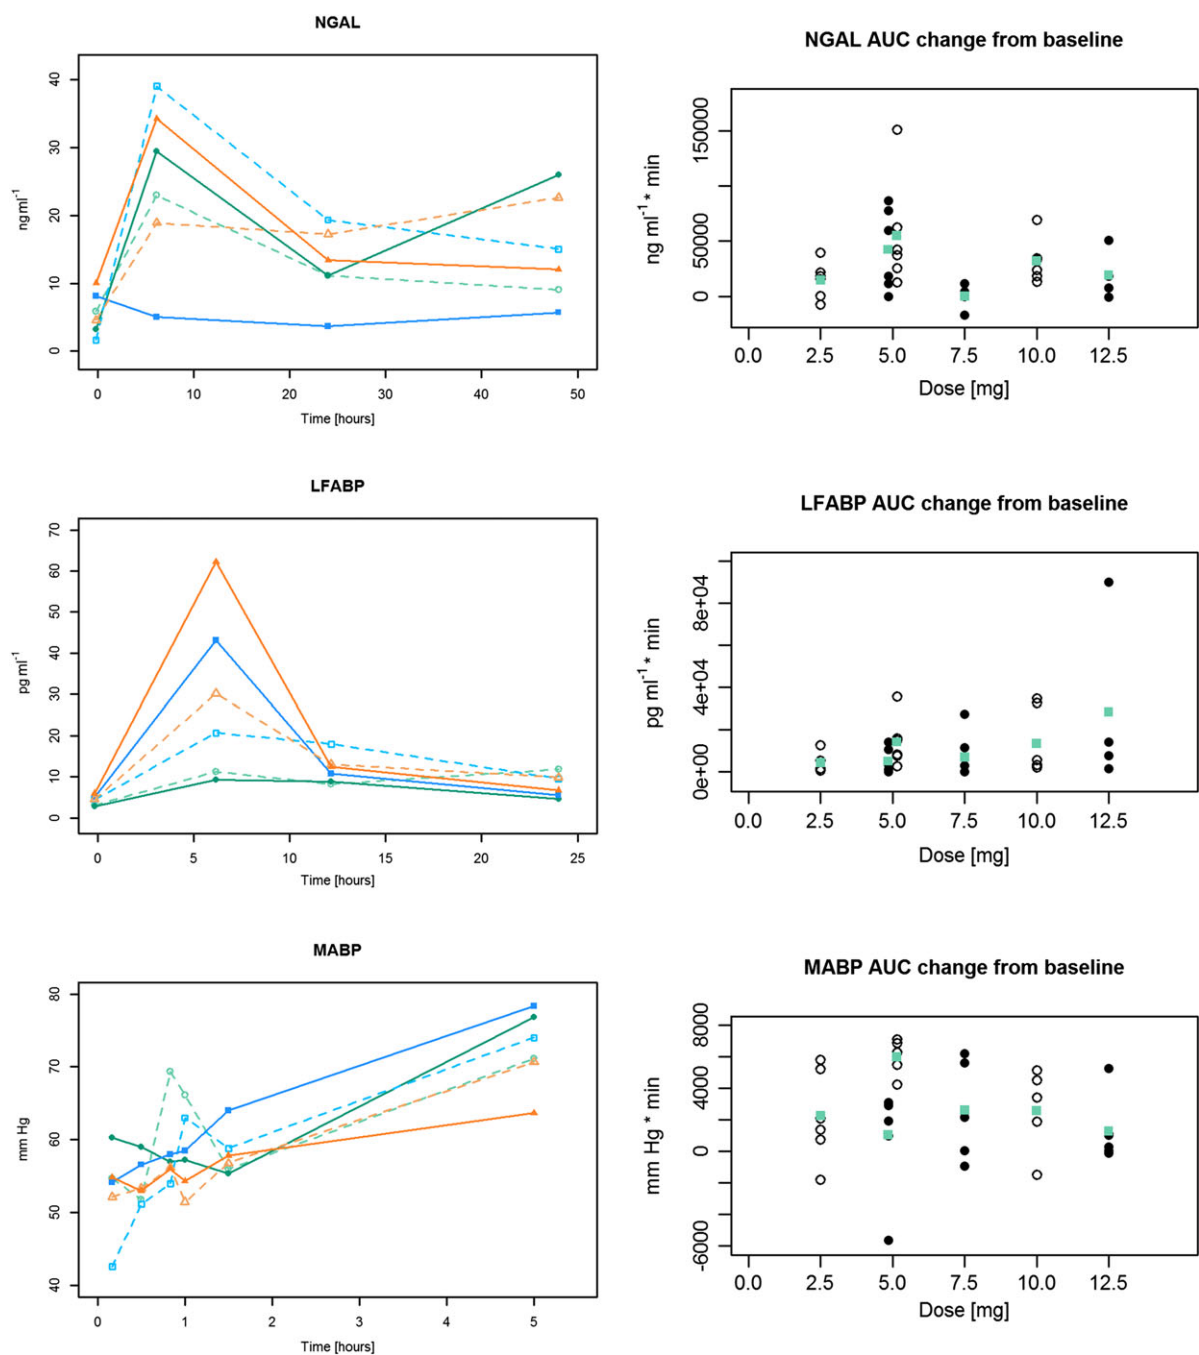 NGAL
40
30
20
10
0
ng ml⁻¹
0 10 20 30 40 50
Time [hours]
NGAL AUC change from baseline
150000
50000
0
ng ml⁻¹ * min
0.0 2.5 5.0 7.5 10.0 12.5
Dose [mg]
LFABP
70
60
50
40
30
20
10
0
pg ml⁻¹
0 5 10 15 20 25
Time [hours]
LFABP AUC change from baseline
8e+04
4e+04
0e+00
pg ml⁻¹ * min
0.0 2.5 5.0 7.5 10.0 12.5
Dose [mg]
MABP
80
70
60
50
40
mm Hg
0 1 2 3 4 5
Time [hours]
MABP AUC change from baseline
8000
4000
0
-6000
mm Hg * min
0.0 2.5 5.0 7.5 10.0 12.5
Dose [mg]